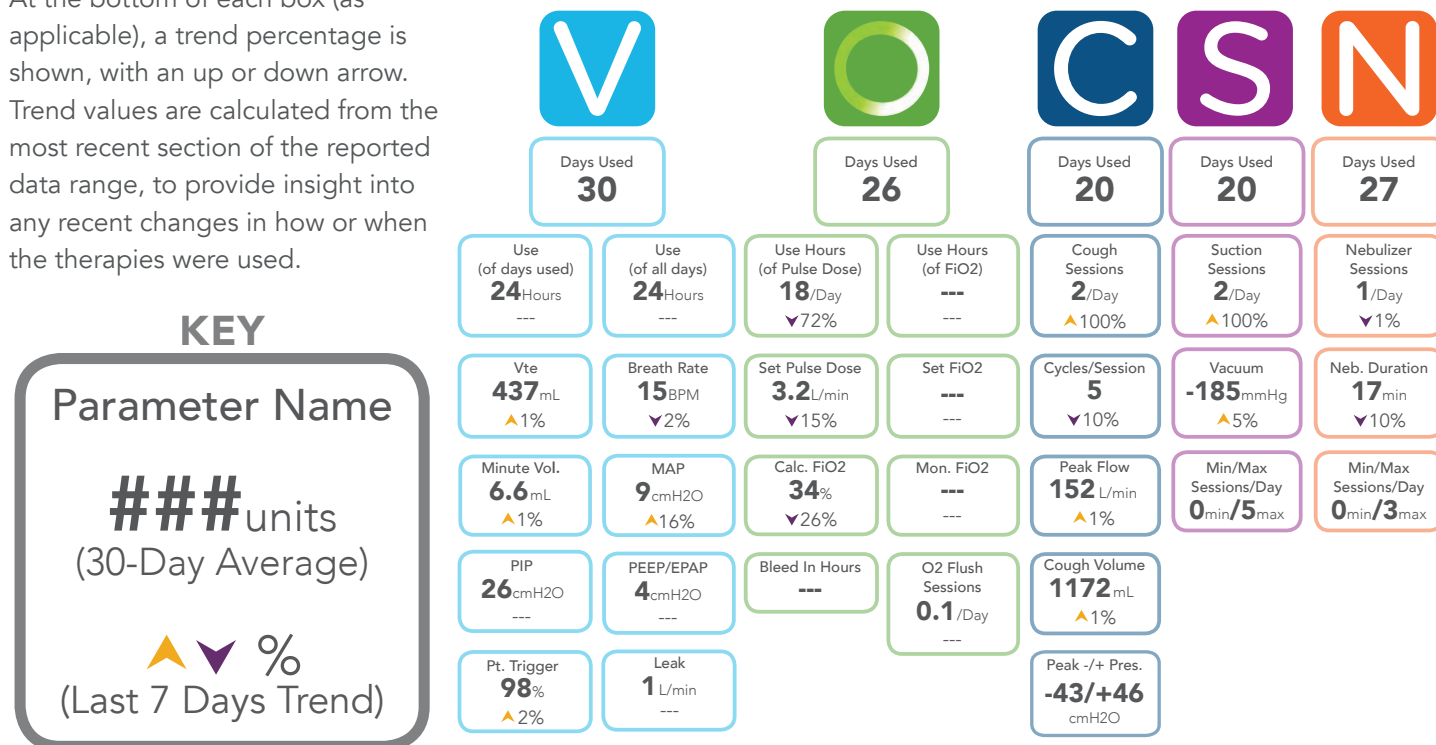 At the bottom of each box (as
applicable), a trend percentage is
shown, with an up or down arrow.
Trend values are calculated from the
most recent section of the reported
data range, to provide insight into
any recent changes in how or when
the therapies were used.
KEY
Parameter Name
###units
(30-Day Average)
%
(Last 7 Days Trend)
V
Days Used
30
Use
(of days used)
24Hours
---
Use
(of all days)
24Hours
---
Vte
437mL
1%
Breath Rate
15BPM
2%
Minute Vol.
6.6mL
1%
MAP
9cmH2O
16%
PIP
26cmH2O
---
PEEP/EPAP
4cmH2O
---
Pt. Trigger
98%
2%
Leak
1 L/min
---
O
Days Used
26
Use Hours
(of Pulse Dose)
18/Day
72%
Use Hours
(of FiO2)
---
---
Set Pulse Dose
3.2L/min
15%
Set FiO2
---
---
Calc. FiO2
34%
26%
Mon. FiO2
---
---
Bleed In Hours
---
O2 Flush
Sessions
0.1/Day
---
C
Days Used
20
Cough
Sessions
2/Day
100%
Cycles/Session
5
10%
Peak Flow
152 L/min
1%
Cough Volume
1172mL
1%
Peak -/+ Pres.
-43/+46
cmH2O
S
Days Used
20
Suction
Sessions
2/Day
100%
Vacuum
-185mmHg
5%
Min/Max
Sessions/Day
0min/5max
N
Days Used
27
Nebulizer
Sessions
1/Day
1%
Neb. Duration
17min
10%
Min/Max
Sessions/Day
0min/3max